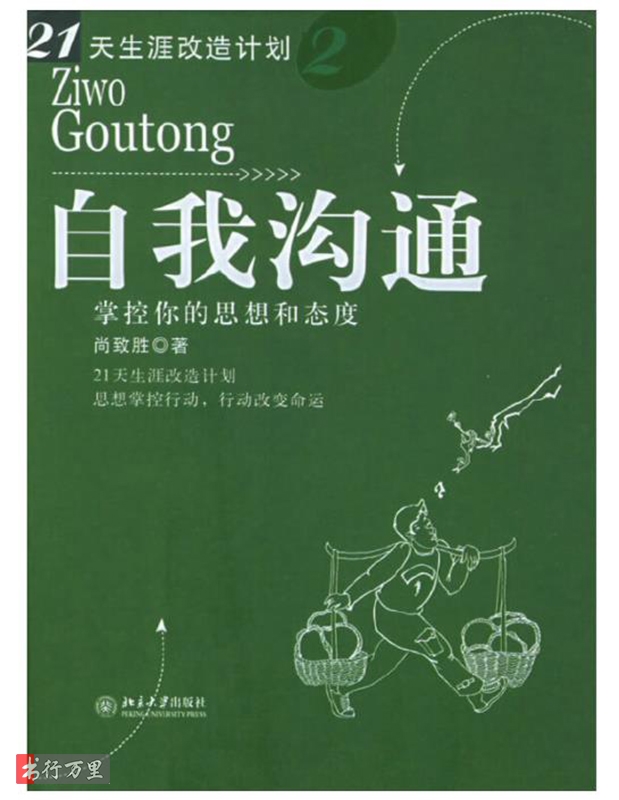 21天生涯改造计划 2
Ziwo
Goutong
>>>>>
自我沟通
掌控你的思想和态度
尚致胜◎著
21天生涯改造计划
思想掌控行动，行动改变命运
北京大学出版社
PEKING UNIVERSITY PRESS
书行万里